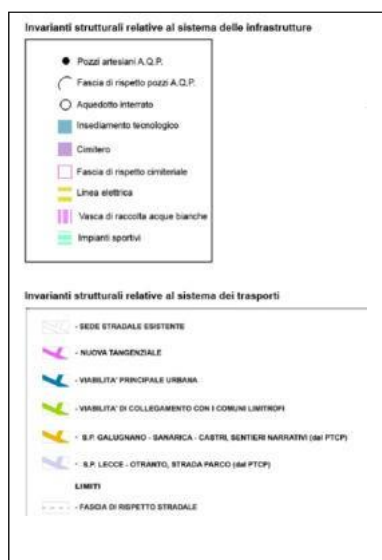 Invarianti strutturali relative al sistema delle infrastrutture
Pozzi artesiani A.Q.P.
Fascia di rispetto pozzi A.Q.P.
Aquedotto interrato
Insediamento tecnologico
Cimitero
Fascia di rispetto cimiteriale
Linea elettrica
Vasca di raccolta acque bianche
Impianti sportivi
Invarianti strutturali relative al sistema dei trasporti
- SEDE STRADALE ESISTENTE
- NUOVA TANGENZIALE
- VIABILITA' PRINCIPALE URBANA
- VIABILITA' DI COLLEGAMENTO CON I COMUNI LIMITROFI
- S.P. GALUGNANO - SANARICA - CASTRI, SENTIERI NARRATIVI (dal PTCP)
- S.P. LECCE - OTRANTO, STRADA PARCO (dal PTCP)
LIMITI
- FASCIA DI RISPETTO STRADALE